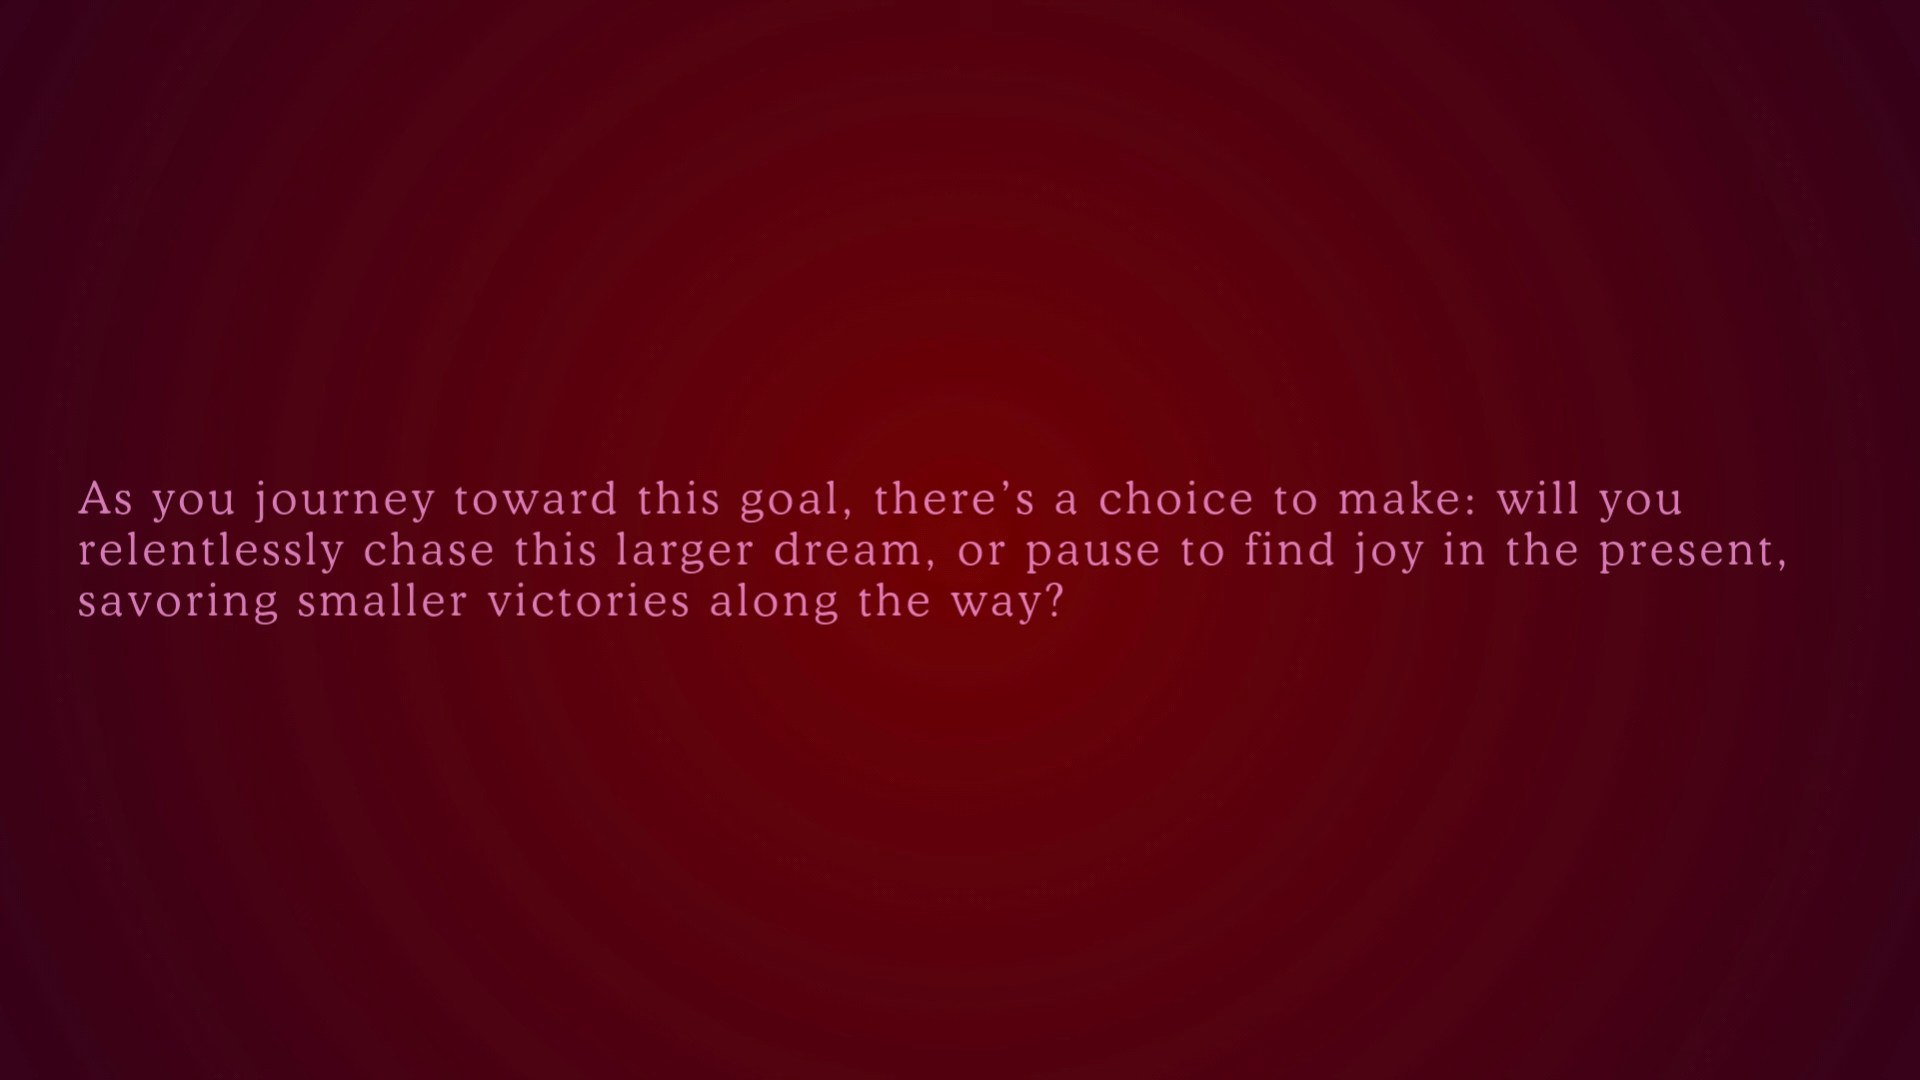 As you journey toward this goal, there’s a choice to make: will you
relentlessly chase this larger dream, or pause to find joy in the present,
savoring smaller victories along the way?